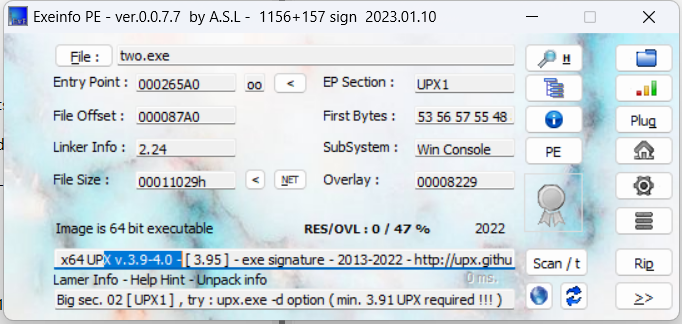 Exeinfo PE - ver.0.0.7.7 by A.S.L - 1156+157 sign 2023.01.10
File : two.exe H
Entry Point : 000265A0 oo < EP Section : UPX1
File Offset : 000087A0 First Bytes : 53 56 57 55 48 Plug
Linker Info : 2.24 SubSystem : Win Console PE
File Size : 00011029h < NET Overlay : 00008229
Image is 64 bit executable RES/OVL : 0 / 47 % 2022
x64 UPX v.3.9-4.0 - [ 3.95 ] - exe signature - 2013-2022 - http://upx.githu Scan / t Rip
Lamer Info - Help Hint - Unpack info 0 ms.
Big sec. 02 [ UPX1 ] , try : upx.exe -d option ( min. 3.91 UPX required !!! ) >>